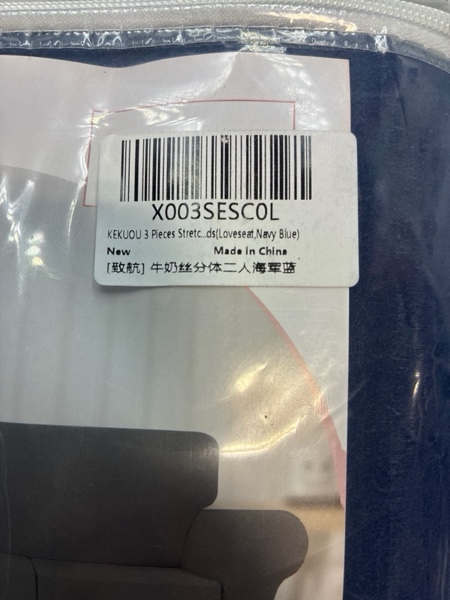 X003SESC0L
KEKUOU 3 Pieces Stretc...ds(Loveseat,Navy Blue)
New Made in China
[致航] 牛奶丝分体二人海军蓝